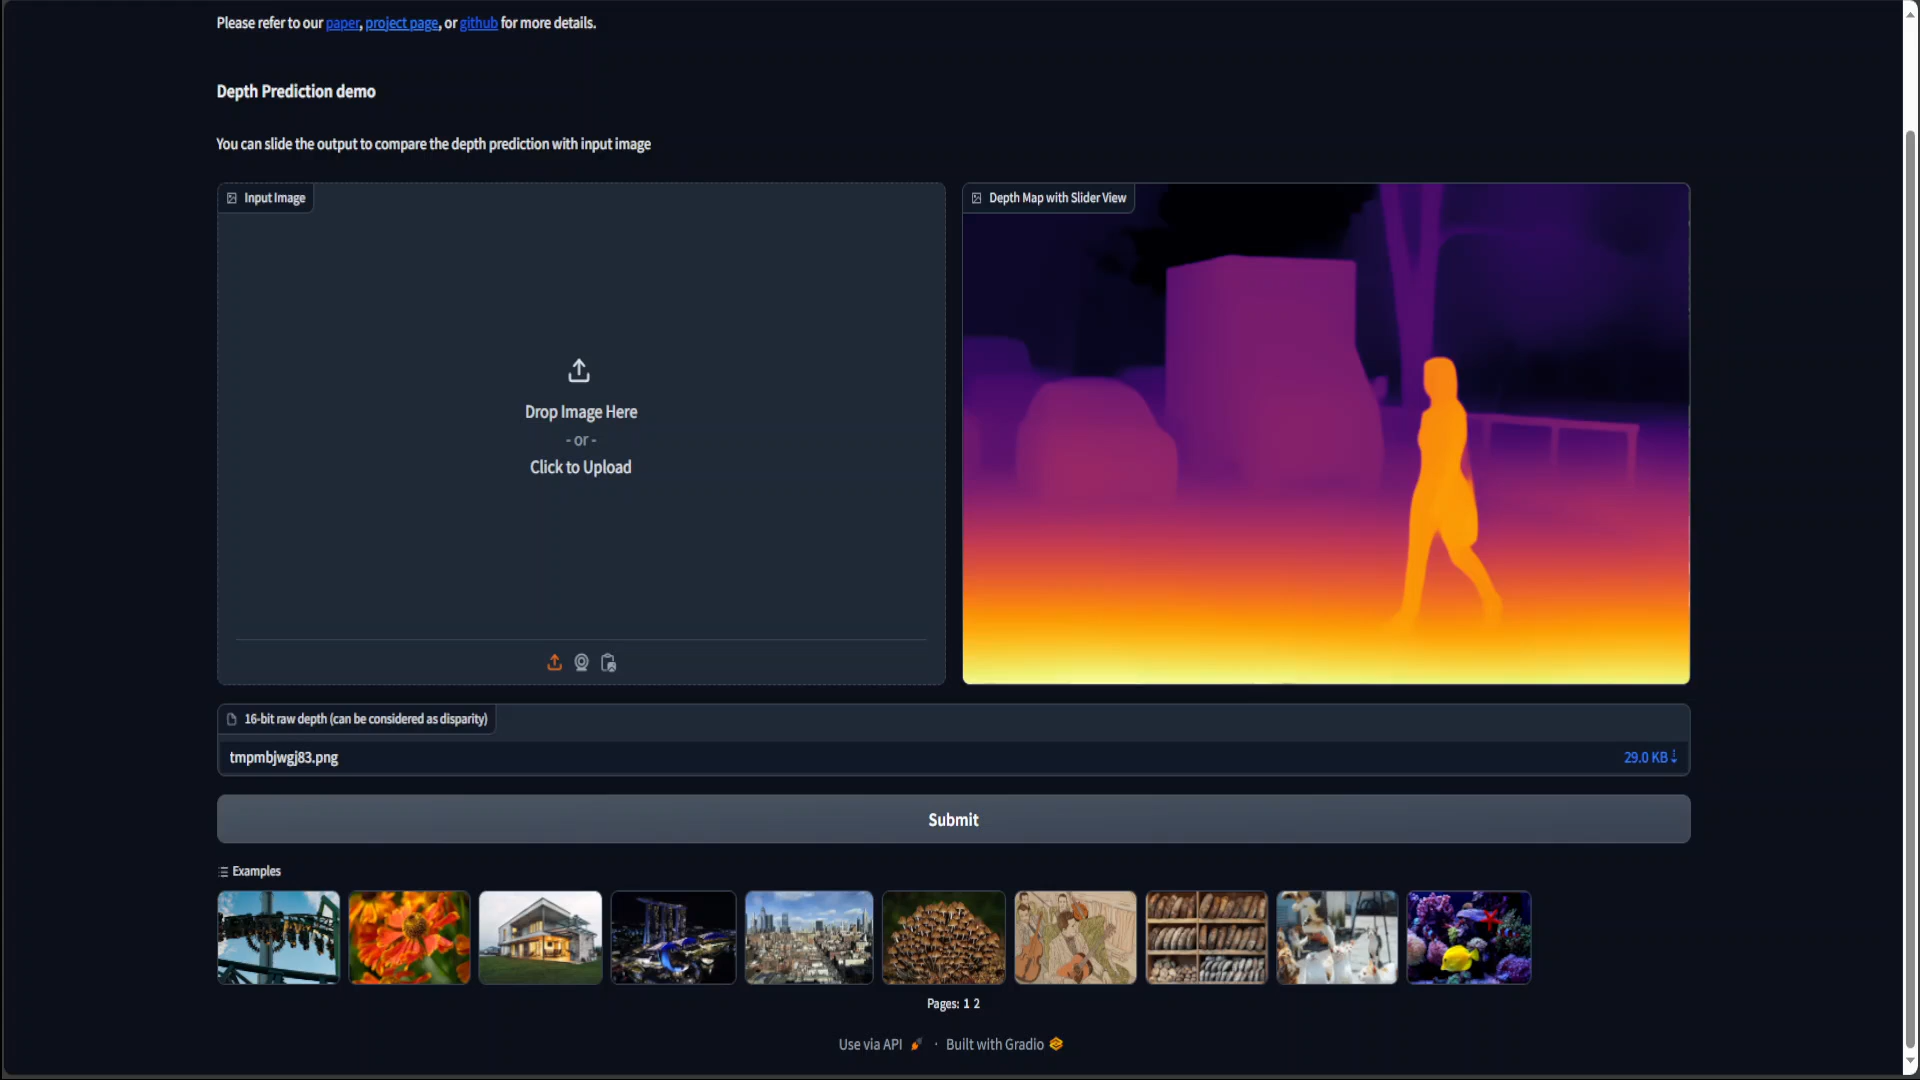 Please refer to our paper, project page, or github for more details.
Depth Prediction demo
You can slide the output to compare the depth prediction with input image
Input Image
Depth Map with Slider View
Drop Image Here
- or -
Click to Upload
16-bit raw depth (can be considered as disparity)
tmpmbjwgj83.png
29.0 KB ⇣
Submit
Examples
Pages: 1 2
Use via API · Built with Gradio